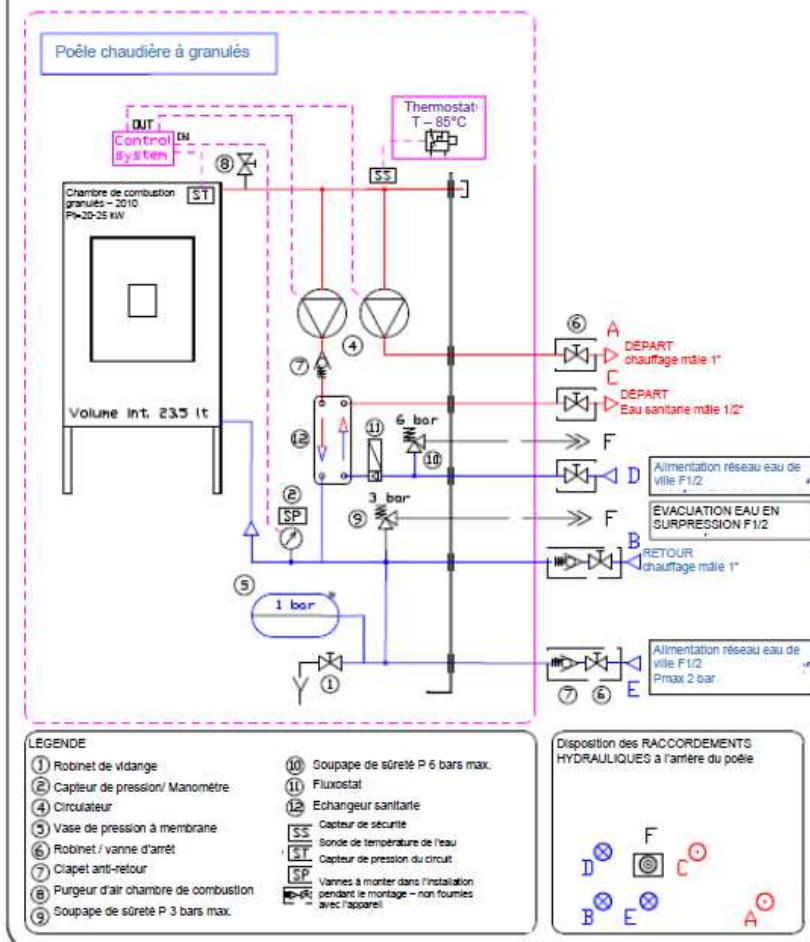 Poêle chaudière à granulés
Thermostat
T – 85°C
OUT
IN
Control
system
8
SS
ST
Chambre de combustion
granulés – 2010
Pt=20-25 kW
Volume int. 23.5 lt
7
4
6
A
DÉPART
chauffage mâle 1"
C
DÉPART
Eau sanitarie mâle 1/2"
12
11
6 bar
10
F
D
Alimentation réseau eau de
ville F1/2
2
SP
3 bar
9
F
ÉVACUATION EAU EN
SURPRESSION F1/2
B
RETOUR
chauffage mâle 1"
5
1 bar
1
7
6
E
Alimentation réseau eau de
ville F1/2
Pmax 2 bar
LÉGENDE
1 Robinet de vidange
2 Capteur de pression/ Manomètre
4 Circulateur
5 Vase de pression à membrane
6 Robinet / vanne d'arrêt
7 Clapet anti-retour
8 Purgeur d'air chambre de combustion
9 Soupape de sûreté P 3 bars max.
10 Soupape de sûreté P 6 bars max.
11 Fluxostat
12 Echangeur sanitarie
SS Capteur de sécurité
ST Sonde de température de l'eau
SP Capteur de pression du circuit
Vannes à monter dans l'installation
pendant le montage – non fournies
avec l'appareil
Disposition des RACCORDEMENTS
HYDRAULIQUES à l'arrière du poêle
F
D
C
B
E
A